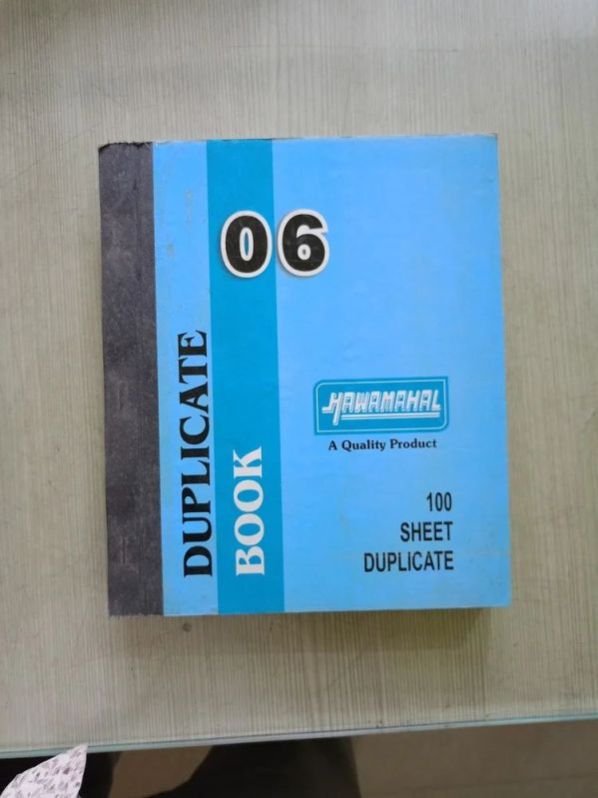 DUPLICATE
BOOK
06
HAWAMAHAL
A Quality Product
100
SHEET
DUPLICATE